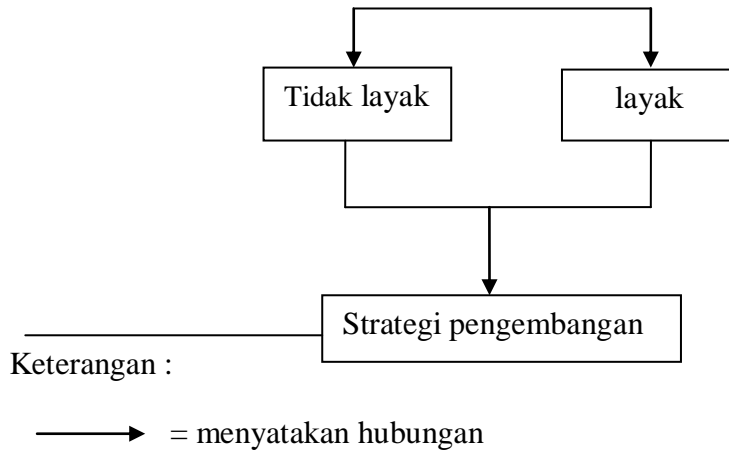 Tidak layak
layak
Strategi pengembangan
Keterangan :
= menyatakan hubungan